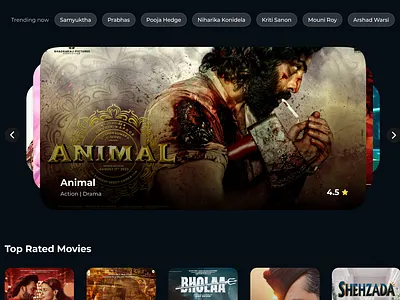 Trending now
Samyuktha
Prabhas
Pooja Hedge
Niharika Konidela
Kriti Sanon
Mouni Roy
Arshad Warsi
ANIMAL
Animal
Action | Drama
4.5
Top Rated Movies
BHOLAA
SHEHZADA